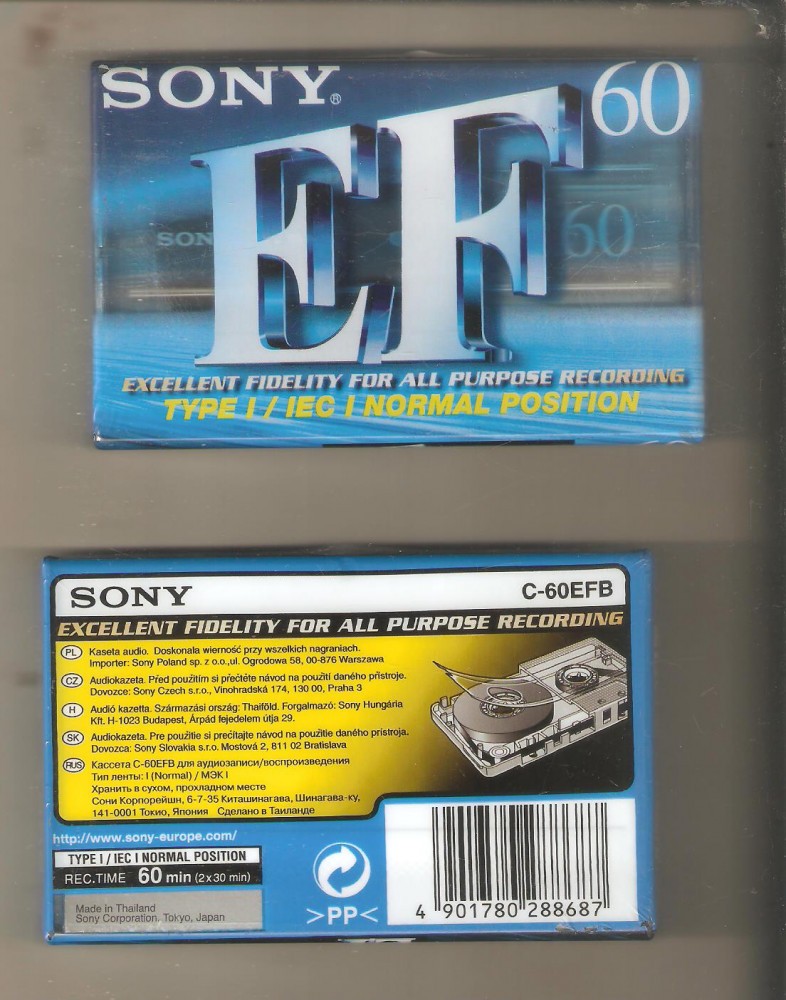 SONY® 60
EF
SON 60
EXCELLENT FIDELITY FOR ALL PURPOSE RECORDING
TYPE I / IEC I NORMAL POSITION
SONY C-60EFB
EXCELLENT FIDELITY FOR ALL PURPOSE RECORDING
PL Kaseta audio. Doskonała wierność przy wszelkich nagraniach.
Importer: Sony Poland sp. z o.o.,ul. Ogrodowa 58, 00-876 Warszawa
CZ Audiokazeta. Před použitím si přečtěte návod na použití daného přístroje.
Dovozce: Sony Czech s.r.o., Vinohradská 174, 130 00, Praha 3
H Audió kazetta. Származási ország: Thaiföld. Forgalmazó: Sony Hungária
Kft. H-1023 Budapest, Árpád fejedelem útja 29.
SK Audiokazeta. Pre použitie si prečítajte návod na použitie daného prístroja.
Dovozca: Sony Slovakia s.r.o. Mostová 2, 811 02 Bratislava
RUS Кассета C-60EFB для аудиозаписи/воспроизведения
Тип ленты: I (Normal) / МЭК I
Хранить в сухом, прохладном месте
Сони Корпорейшн, 6-7-35 Киташинагава, Шинагава-ку,
141-0001 Токио, Япония Сделано в Таиланде
http://www.sony-europe.com/
TYPE I / IEC I NORMAL POSITION
REC.TIME 60 min (2x30 min)
Made in Thailand
Sony Corporation. Tokyo, Japan
>PP<
4 901780 288687